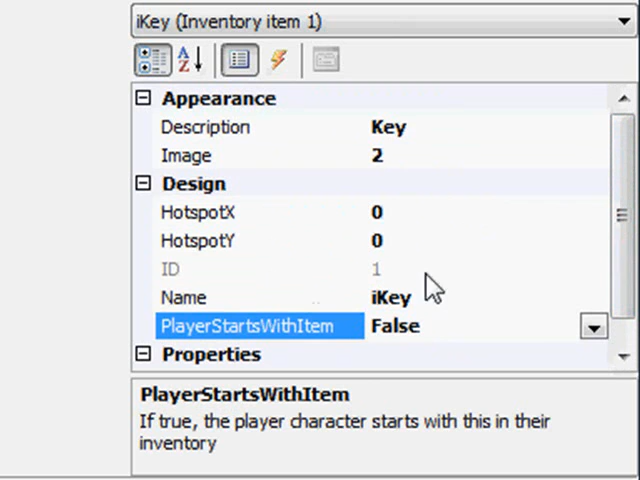 iKey (Inventory item 1)
A
Z
Appearance
Description Key
Image 2
Design
HotspotX 0
HotspotY 0
ID 1
Name iKey
PlayerStartsWithItem False
Properties
PlayerStartsWithItem
If true, the player character starts with this in their
inventory